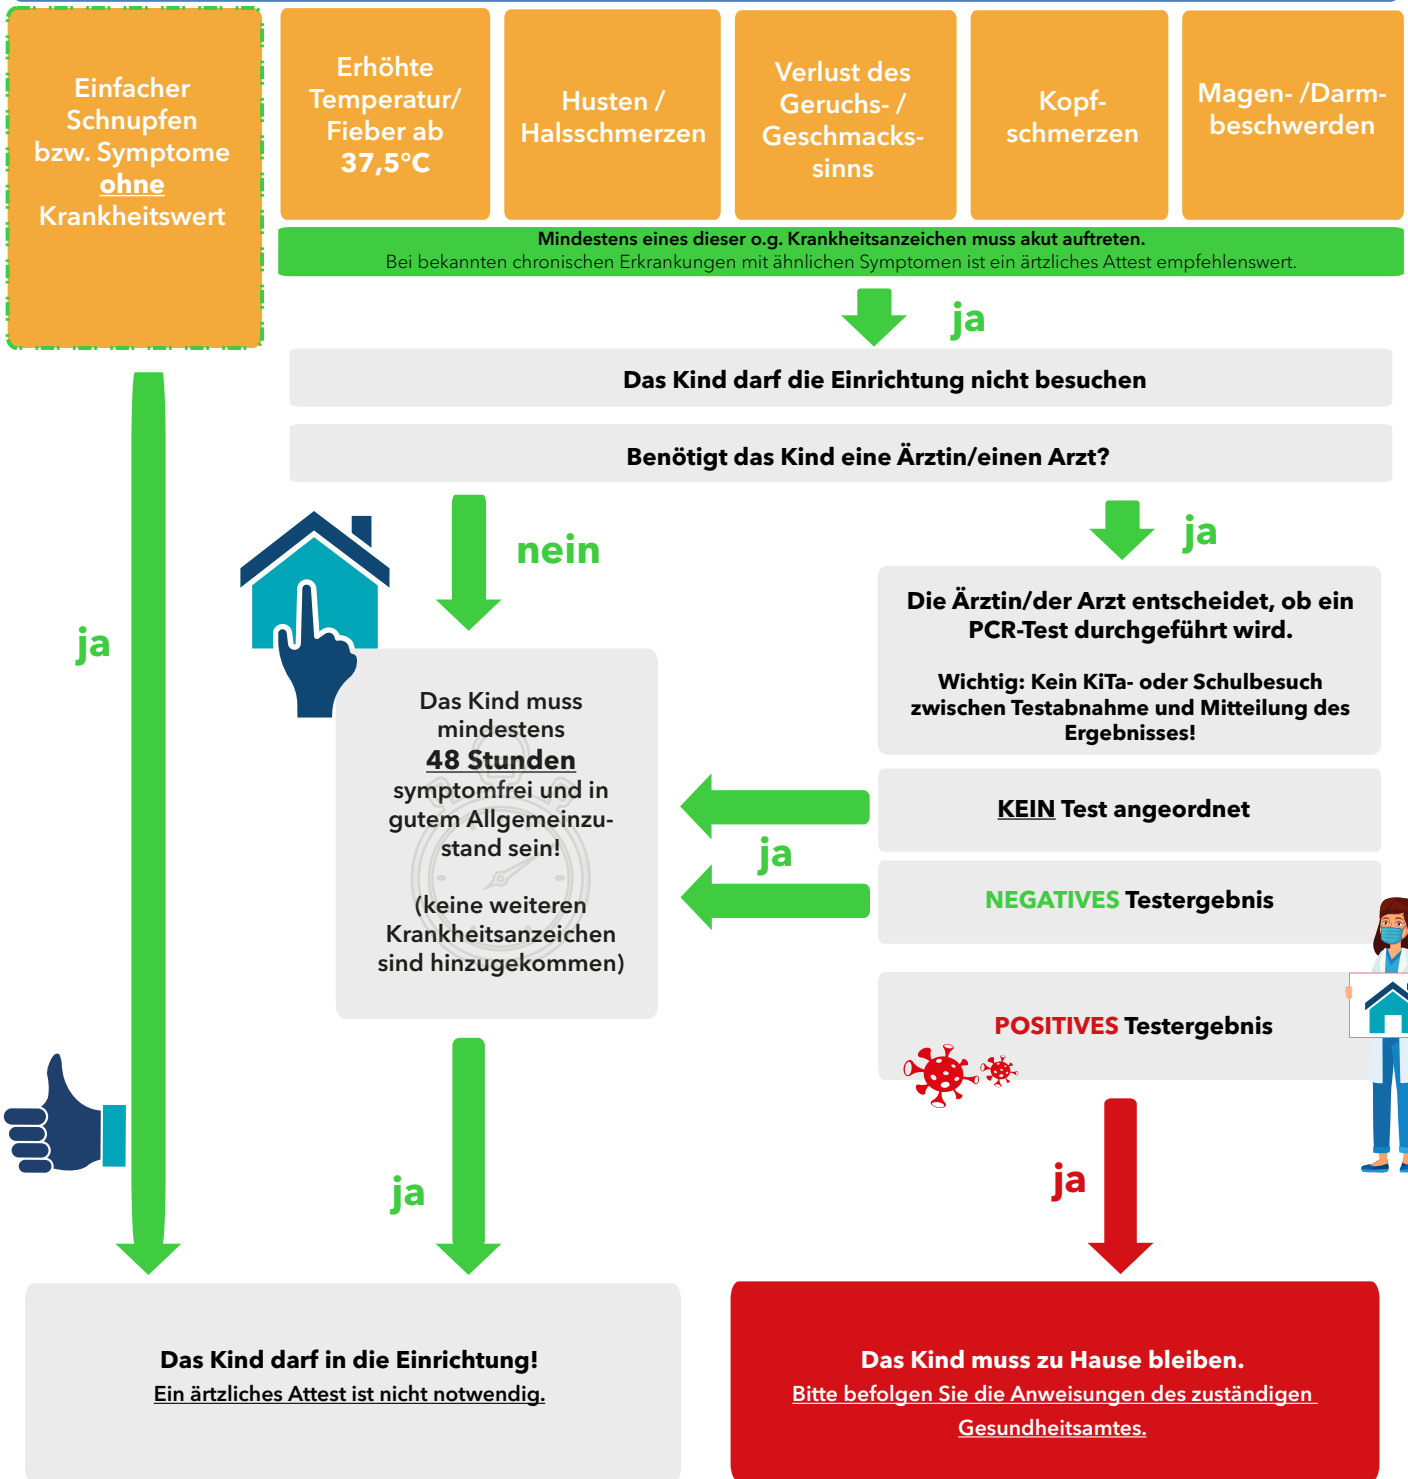 Einfacher
Schnupfen
bzw. Symptome
ohne
Krankheitswert
Erhöhte
Temperatur/
Fieber ab
37,5°C
Husten /
Halsschmerzen
Verlust des
Geruchs- /
Geschmacks-
sinns
Kopf-
schmerzen
Magen- /Darm-
beschwerden
Mindestens eines dieser o.g. Krankheitsanzeichen muss akut auftreten.
Bei bekannten chronischen Erkrankungen mit ähnlichen Symptomen ist ein ärtzliches Attest empfehlenswert.
ja
Das Kind darf die Einrichtung nicht besuchen
Benötigt das Kind eine Ärztin/einen Arzt?
nein
ja
ja
Die Ärztin/der Arzt entscheidet, ob ein
PCR-Test durchgeführt wird.
Wichtig: Kein KiTa- oder Schulbesuch
zwischen Testabnahme und Mitteilung des
Ergebnisses!
Das Kind muss
mindestens
48 Stunden
symptomfrei und in
gutem Allgemeinzu-
stand sein!
(keine weiteren
Krankheitsanzeichen
sind hinzugekommen)
KEIN Test angeordnet
ja
NEGATIVES Testergebnis
POSITIVES Testergebnis
ja
ja
Das Kind darf in die Einrichtung!
Ein ärtzliches Attest ist nicht notwendig.
Das Kind muss zu Hause bleiben.
Bitte befolgen Sie die Anweisungen des zuständigen
Gesundheitsamtes.